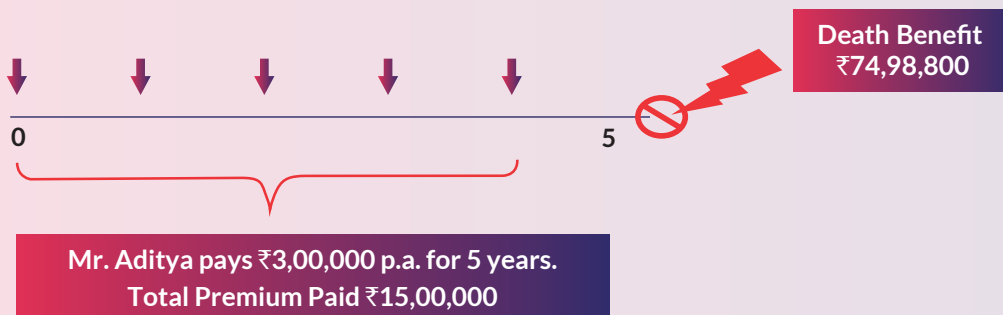 Death Benefit
₹74,98,800
0
5
Mr. Aditya pays ₹3,00,000 p.a. for 5 years.
Total Premium Paid ₹15,00,000